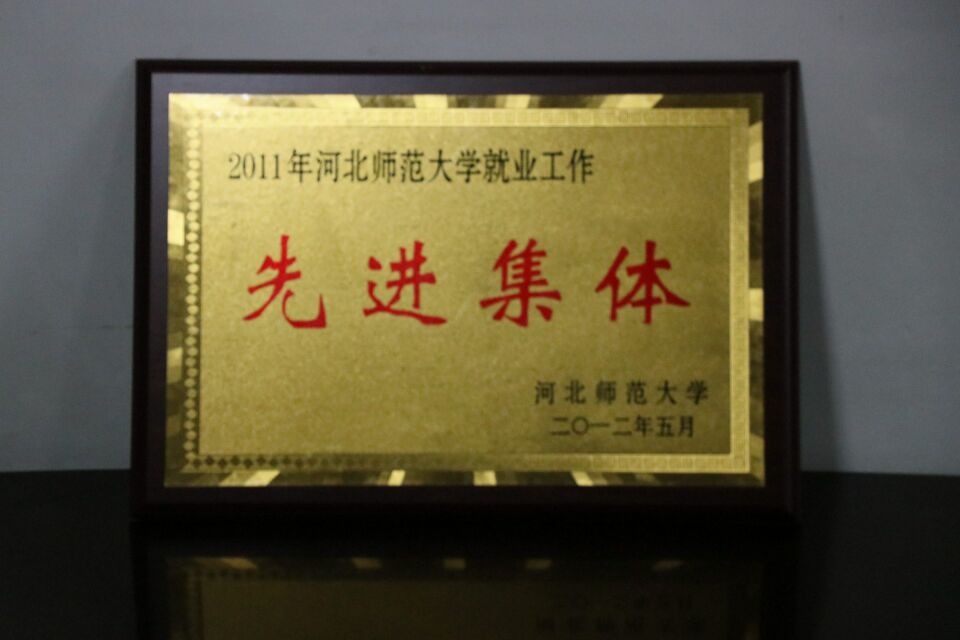 2011年河北师范大学就业工作
先进集体
河北师范大学
二〇一二年五月